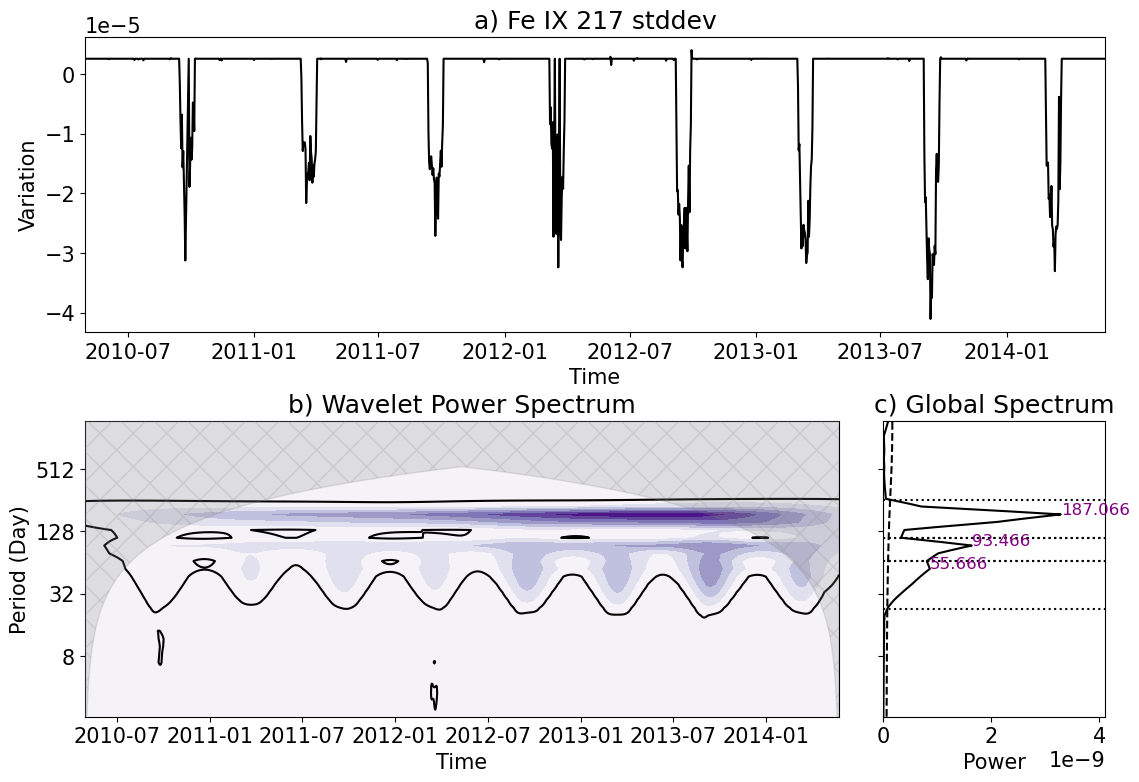 a) Fe IX 217 stddev
1e−5
0
−1
−2
−3
−4
Variation
2010-07 2011-01 2011-07 2012-01 2012-07 2013-01 2013-07 2014-01
Time
b) Wavelet Power Spectrum
512
128
32
8
Period (Day)
2010-07 2011-01 2011-07 2012-01 2012-07 2013-01 2013-07 2014-01
Time
c) Global Spectrum
187.066
93.466
55.666
0 2 4
Power 1e−9